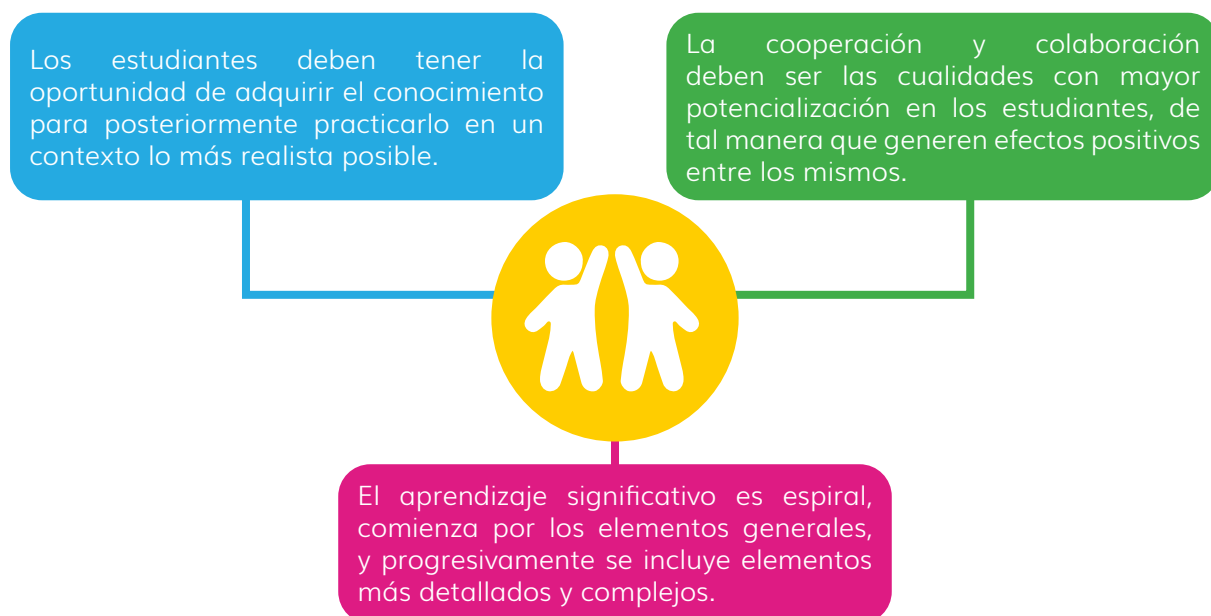 Los estudiantes deben tener la
oportunidad de adquirir el conocimiento
para posteriormente practicarlo en un
contexto lo más realista posible.
La cooperación y colaboración
deben ser las cualidades con mayor
potencialización en los estudiantes, de
tal manera que generen efectos positivos
entre los mismos.
El aprendizaje significativo es espiral,
comienza por los elementos generales,
y progresivamente se incluye elementos
más detallados y complejos.